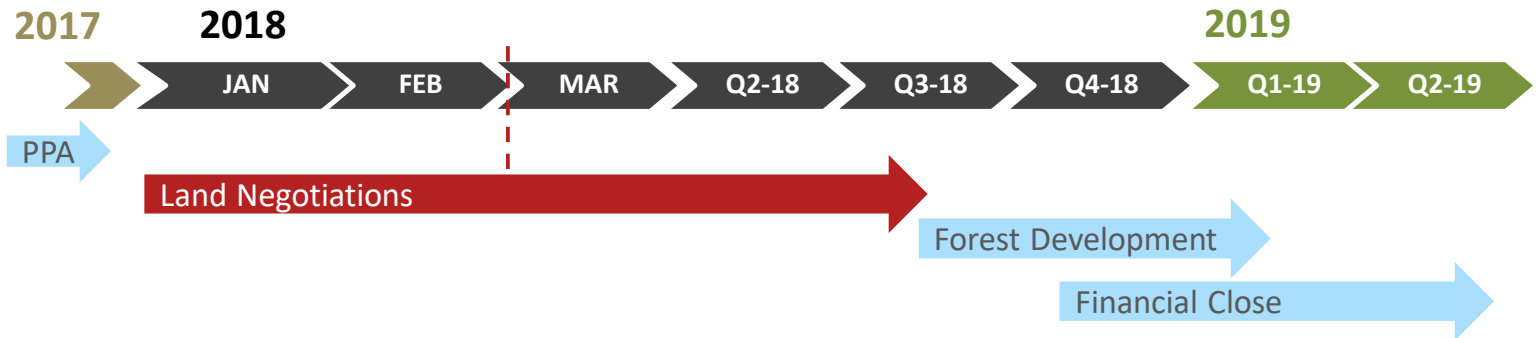 2017 2018 2019
JAN FEB MAR Q2-18 Q3-18 Q4-18 Q1-19 Q2-19
PPA
Land Negotiations
Forest Development
Financial Close